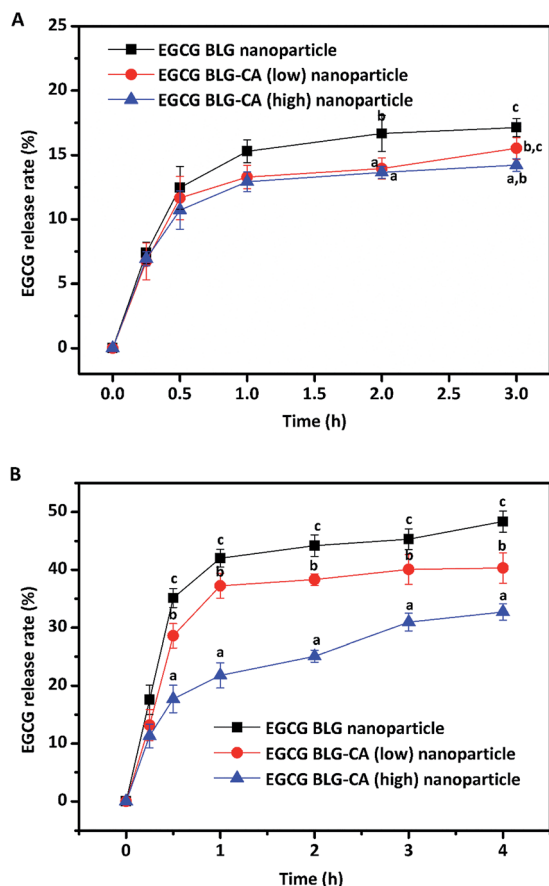 A
25
20
15
10
5
0
EGCG release rate (%)
EGCG BLG nanoparticle
EGCG BLG-CA (low) nanoparticle
EGCG BLG-CA (high) nanoparticle
b
c
a
a
b,c
a,b
0.0 0.5 1.0 1.5 2.0 2.5 3.0
Time (h)
B
50
40
30
20
10
0
EGCG release rate (%)
c c c c c
b b b b b
a a a a a
EGCG BLG nanoparticle
EGCG BLG-CA (low) nanoparticle
EGCG BLG-CA (high) nanoparticle
0 1 2 3 4
Time (h)